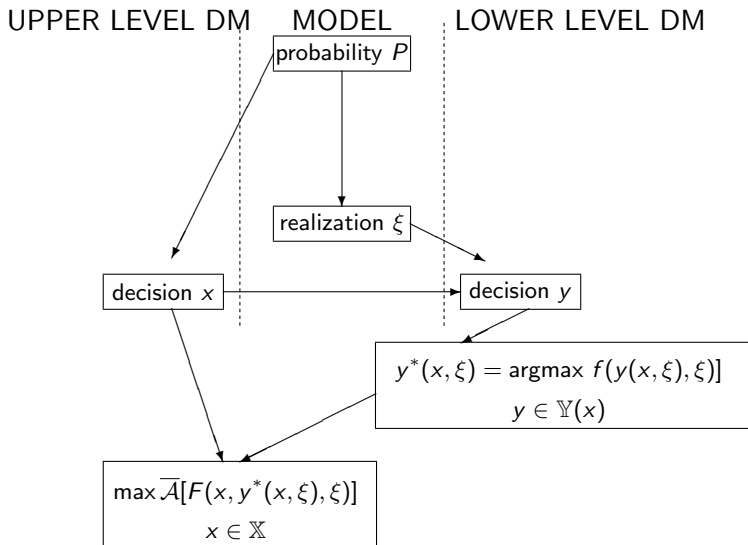 UPPER LEVEL DM MODEL LOWER LEVEL DM
probability P
realization ξ
decision x
decision y
y*(x, ξ) = argmax f(y(x, ξ), ξ)]
y ∈ 𝕐(x)
max 𝒜̅[F(x, y*(x, ξ), ξ)]
x ∈ 𝕏